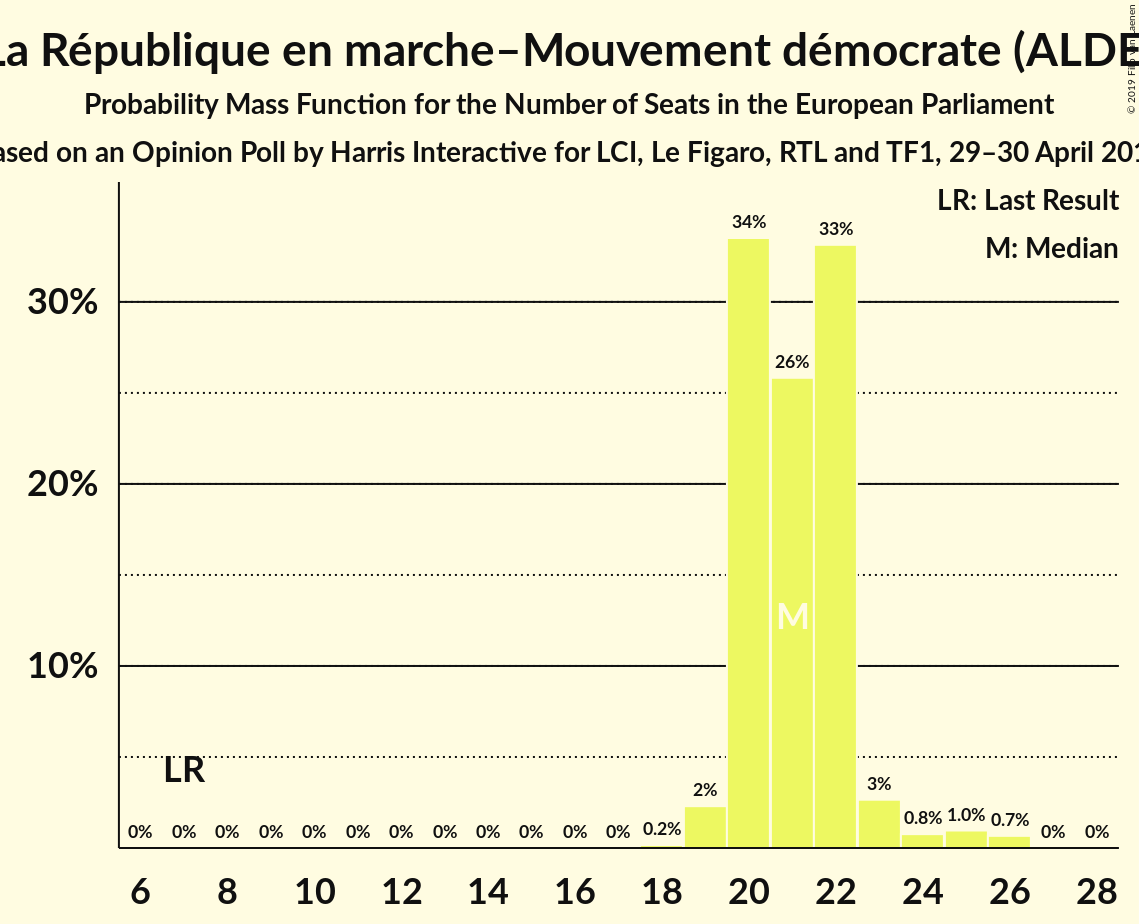 La République en marche–Mouvement démocrate (ALDE
Probability Mass Function for the Number of Seats in the European Parliament
ased on an Opinion Poll by Harris Interactive for LCI, Le Figaro, RTL and TF1, 29–30 April 201
© 2019
LR: Last Result
M: Median
34%
33%
30%
26%
20%
M
10%
LR
3%
2%
0% 0% 0% 0% 0% 0% 0% 0% 0% 0% 0% 0% 0.2% 0.8% 1.0% 0.7% 0% 0%
6 8 10 12 14 16 18 20 22 24 26 28